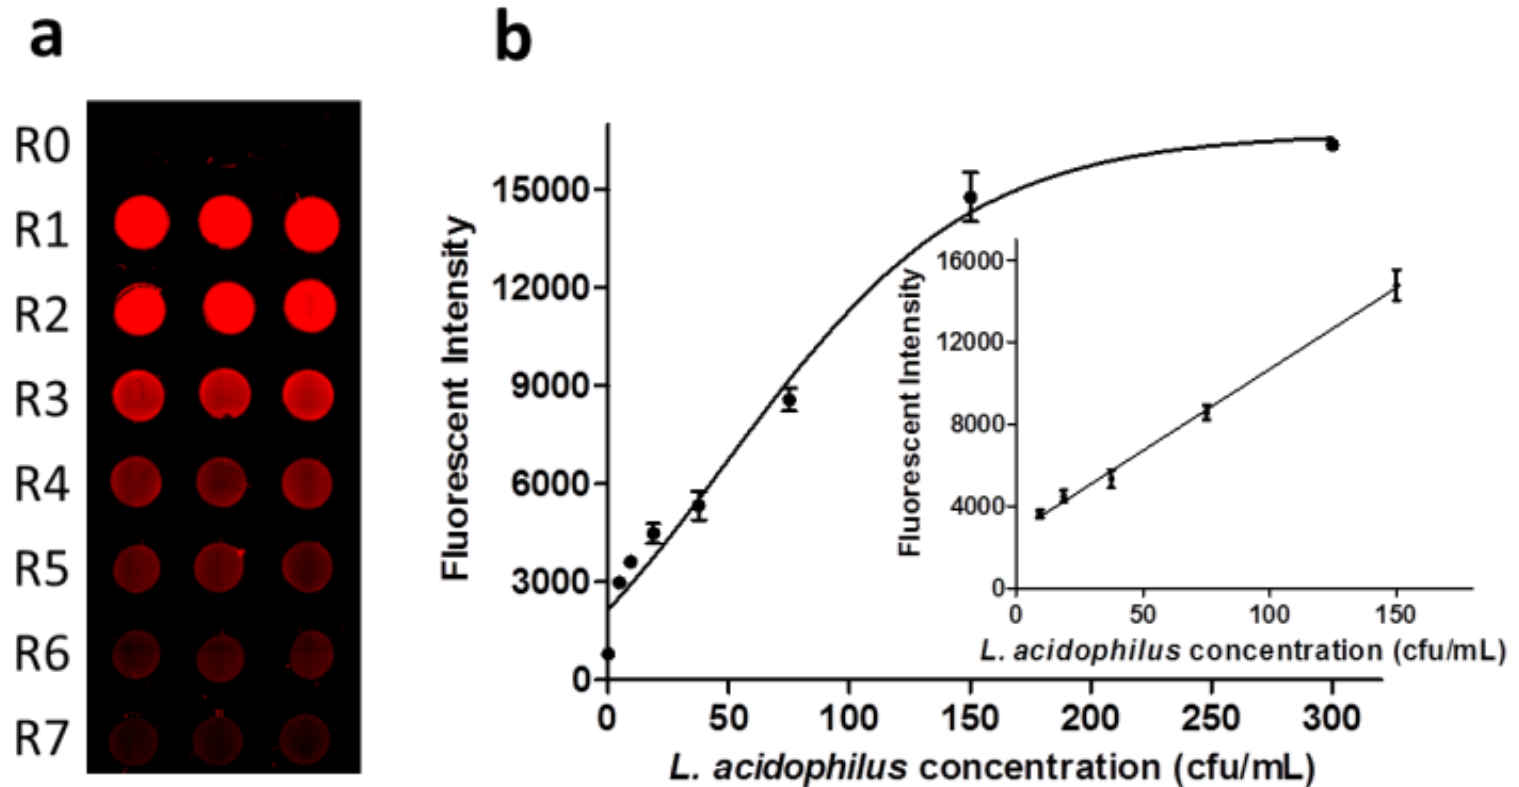 a
b
R0
R1
R2
R3
R4
R5
R6
R7
Fluorescent Intensity
15000
12000
9000
6000
3000
0
0 50 100 150 200 250 300
L. acidophilus concentration (cfu/mL)
Fluorescent Intensity
16000
12000
8000
4000
0
0 50 100 150
L. acidophilus concentration (cfu/mL)